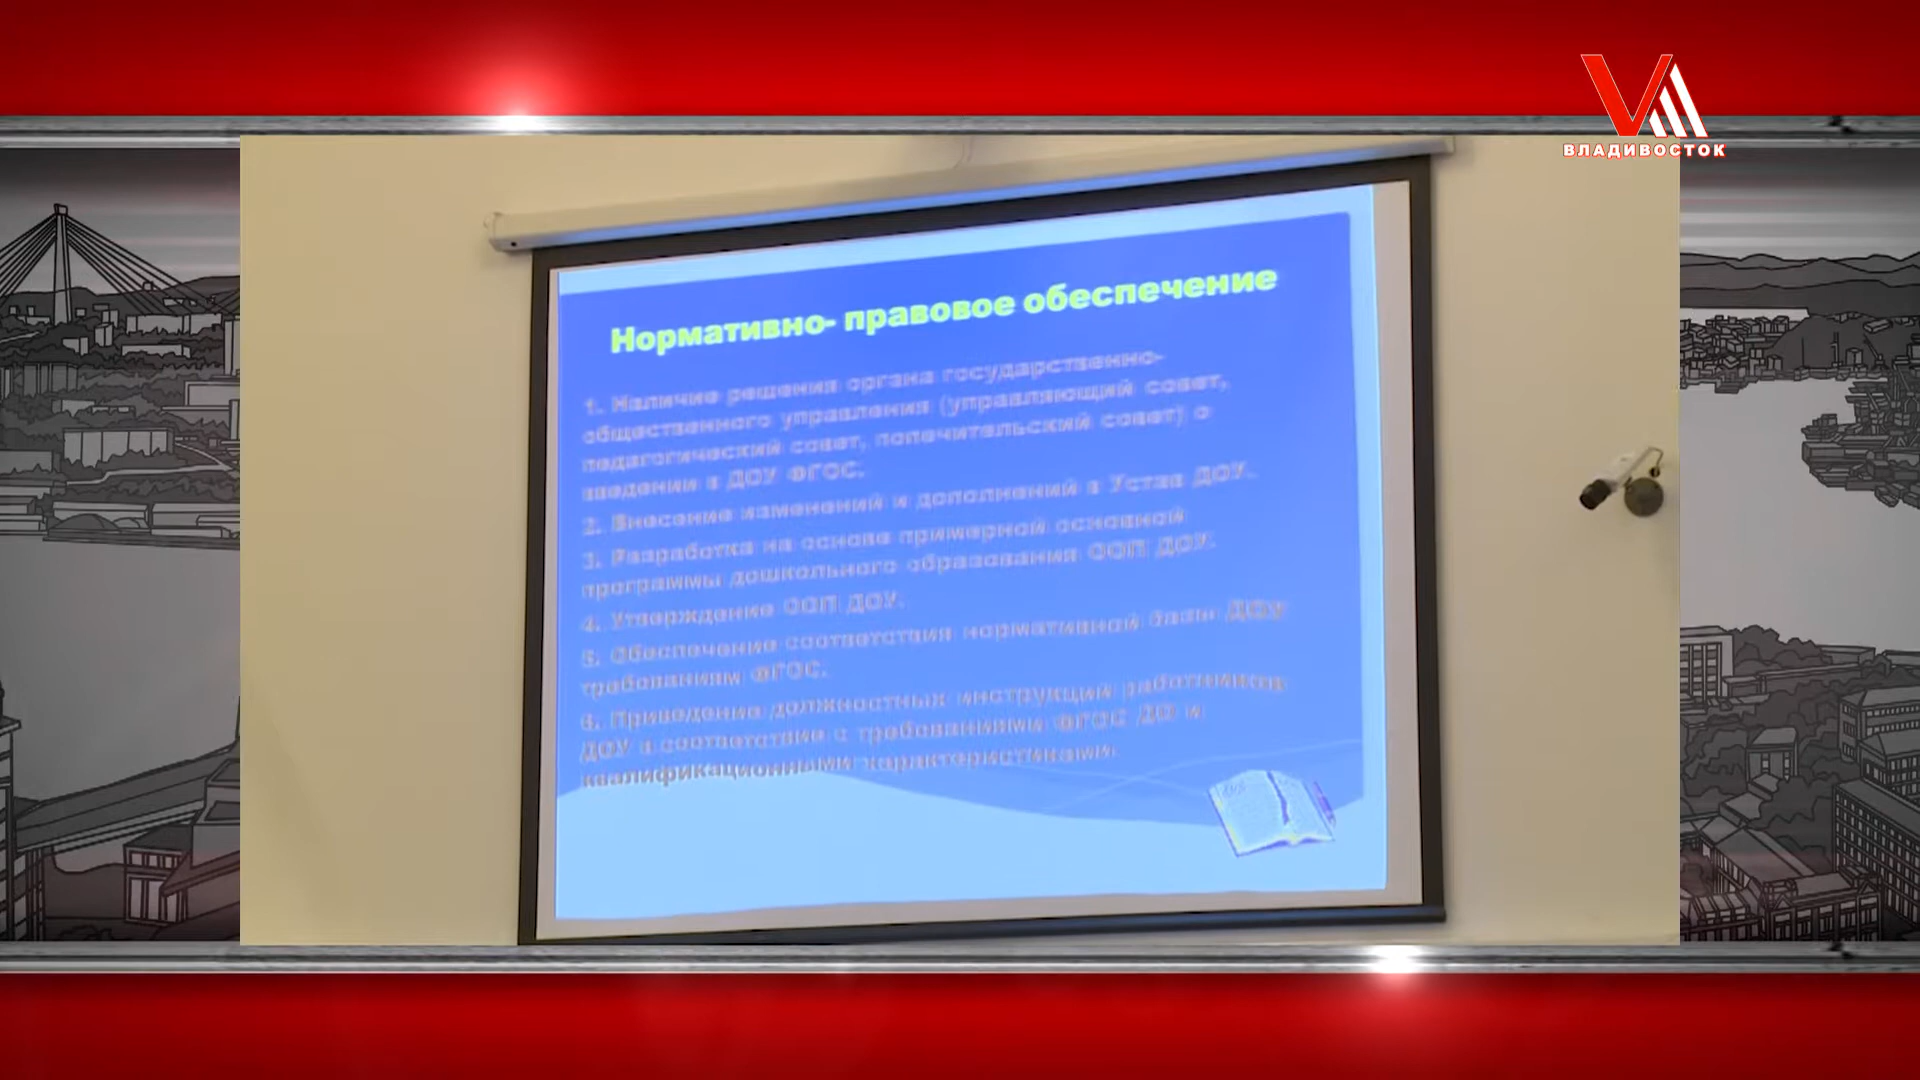 ВЛАДИВОСТОК
Нормативно- правовое обеспечение
1. Наличие решения органа государственно-
общественного управления (управляющий совет,
педагогический совет, попечительский совет) о
введении в ДОУ ФГОС.
2. Внесение изменений и дополнений в Устав ДОУ.
3. Разработка на основе примерной основной
программы дошкольного образования ООП ДОУ.
4. Утверждение ООП ДОУ.
5. Обеспечение соответствия нормативной базы ДОУ
требованиям ФГОС.
6. Приведение должностных инструкций работников
ДОУ в соответствие с требованиями ФГОС ДО и
квалификационными характеристиками.